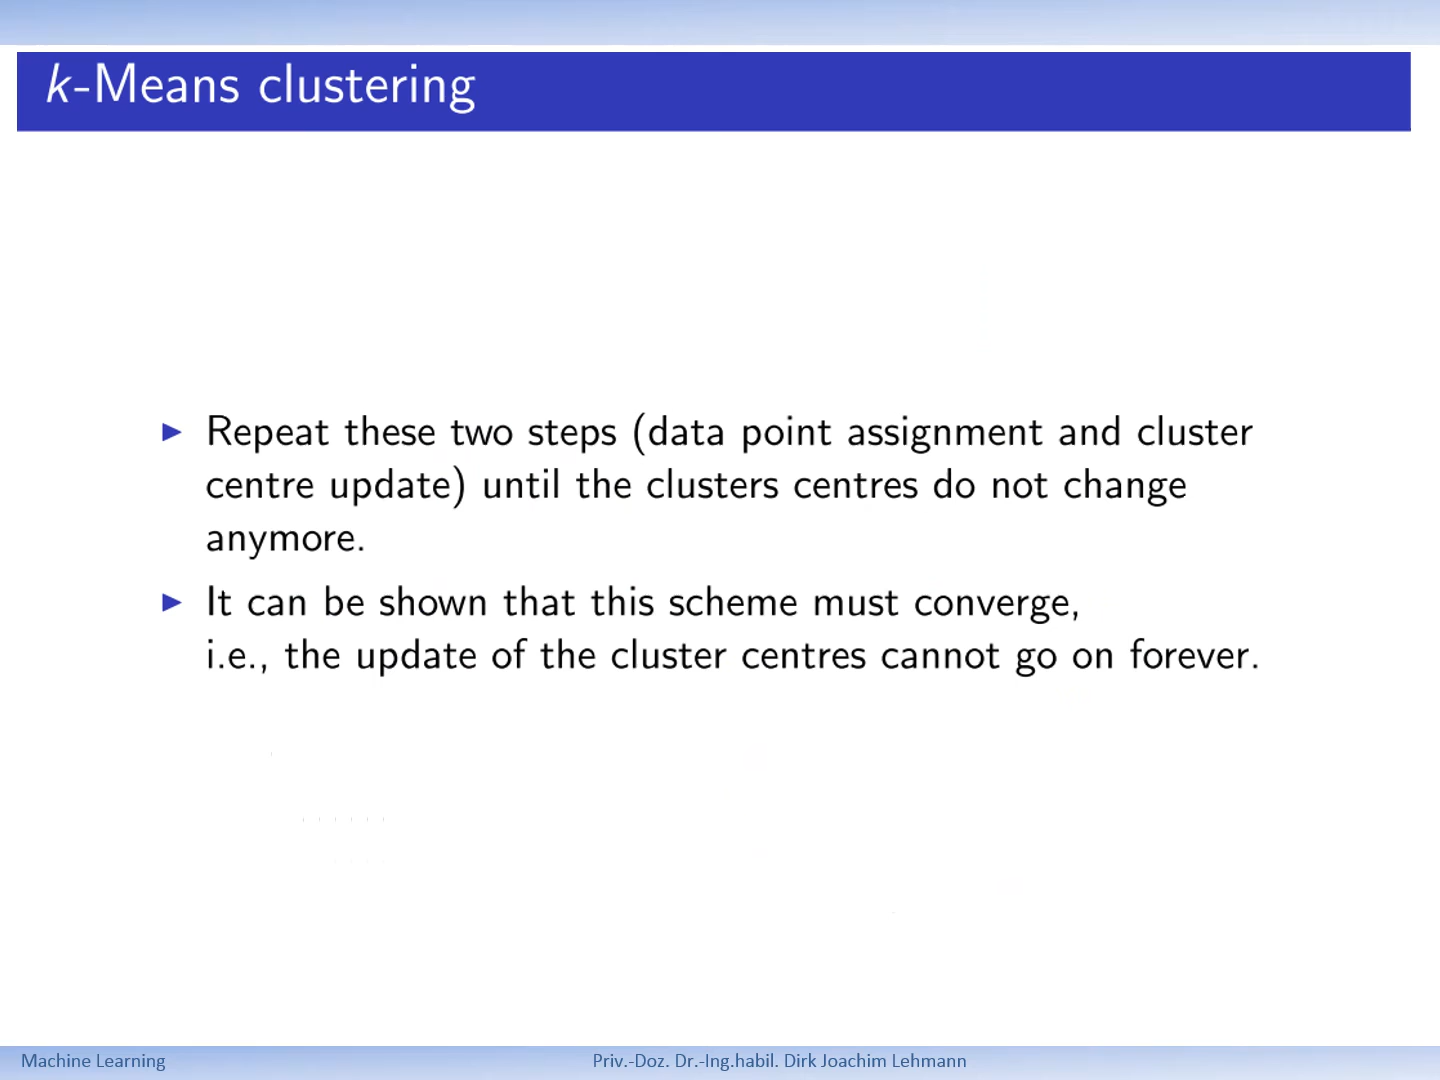 k-Means clustering
▶ Repeat these two steps (data point assignment and cluster
centre update) until the clusters centres do not change
anymore.
▶ It can be shown that this scheme must converge,
i.e., the update of the cluster centres cannot go on forever.
Machine Learning
Priv.-Doz. Dr.-Ing.habil. Dirk Joachim Lehmann